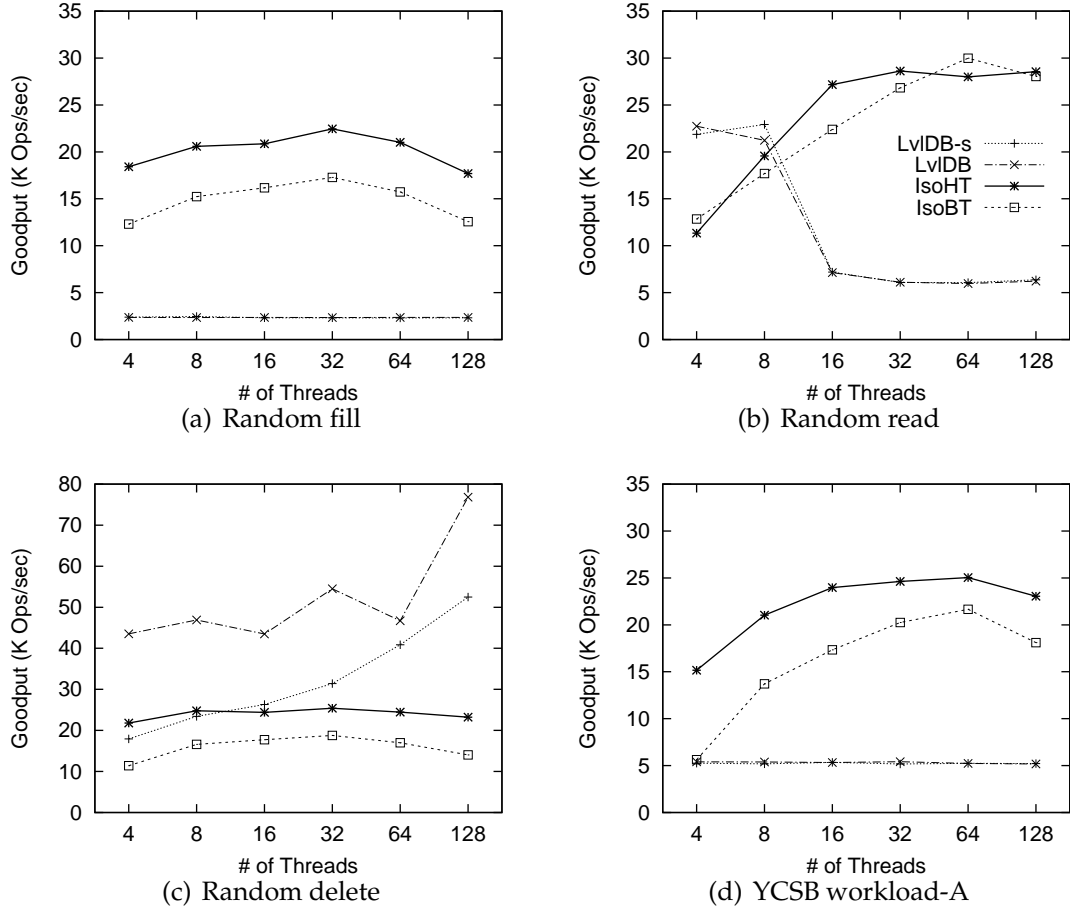 35
30
25
20
15
10
5
0
Goodput (K Ops/sec)
4 8 16 32 64 128
# of Threads
(a) Random fill
35
30
25
20
15
10
5
0
Goodput (K Ops/sec)
LvlDB-s
LvlDB
IsoHT
IsoBT
4 8 16 32 64 128
# of Threads
(b) Random read
80
70
60
50
40
30
20
10
0
Goodput (K Ops/sec)
4 8 16 32 64 128
# of Threads
(c) Random delete
35
30
25
20
15
10
5
0
Goodput (K Ops/sec)
4 8 16 32 64 128
# of Threads
(d) YCSB workload-A